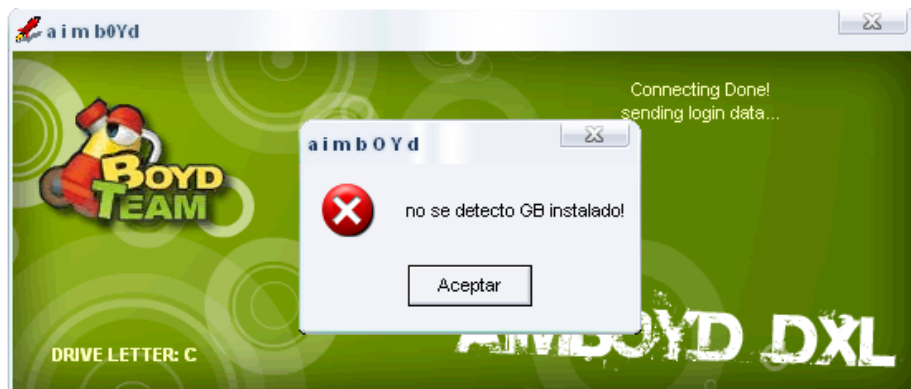 a i m b0Yd
Connecting Done!
sending login data...
BOYD
TEAM
a i m b 0 Y d
no se detecto GB instalado!
Aceptar
DRIVE LETTER: C
AIMBOYD DXL